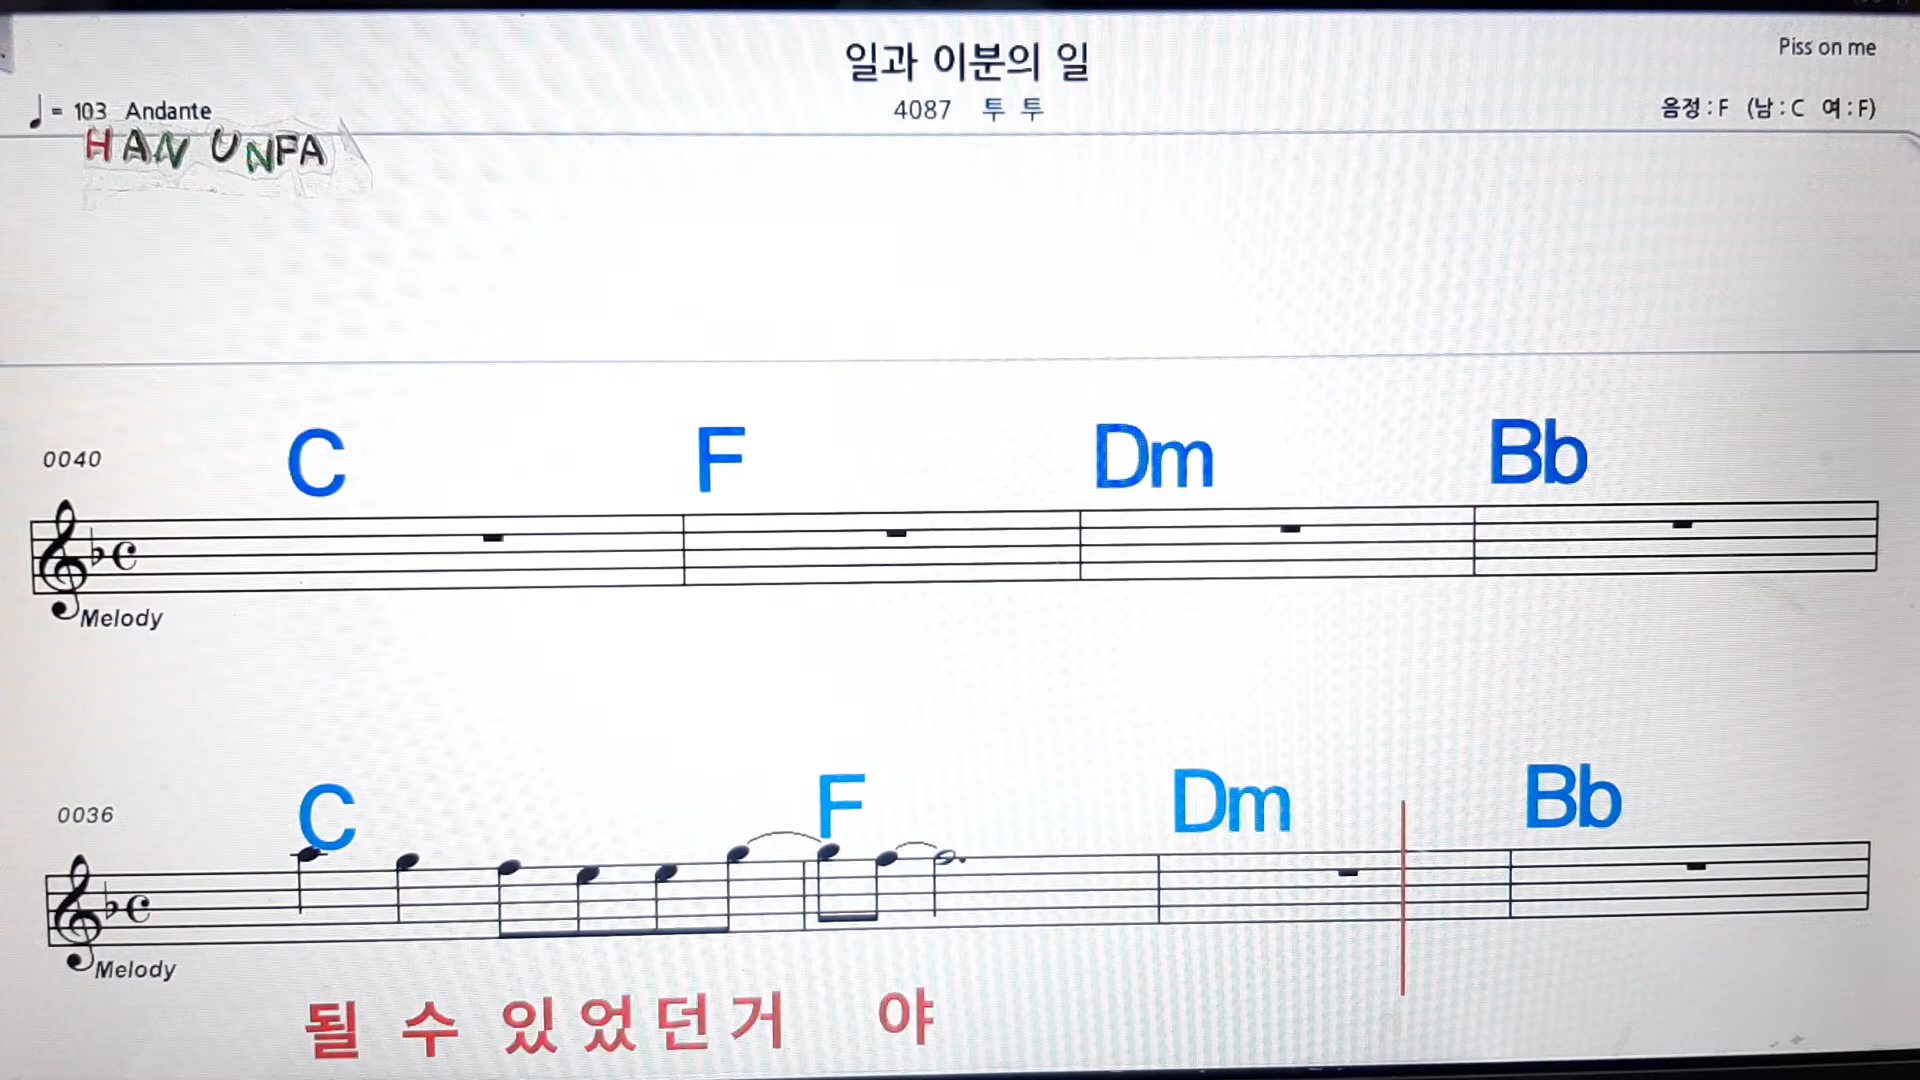 일과 이분의 일
Piss on me
♩= 103 Andante
4087 투 투
음정 : F (남 : C 여 : F)
HAN UNFA
0040
C F Dm Bb
Melody
0036
C F Dm Bb
Melody
될 수 있었던거 야